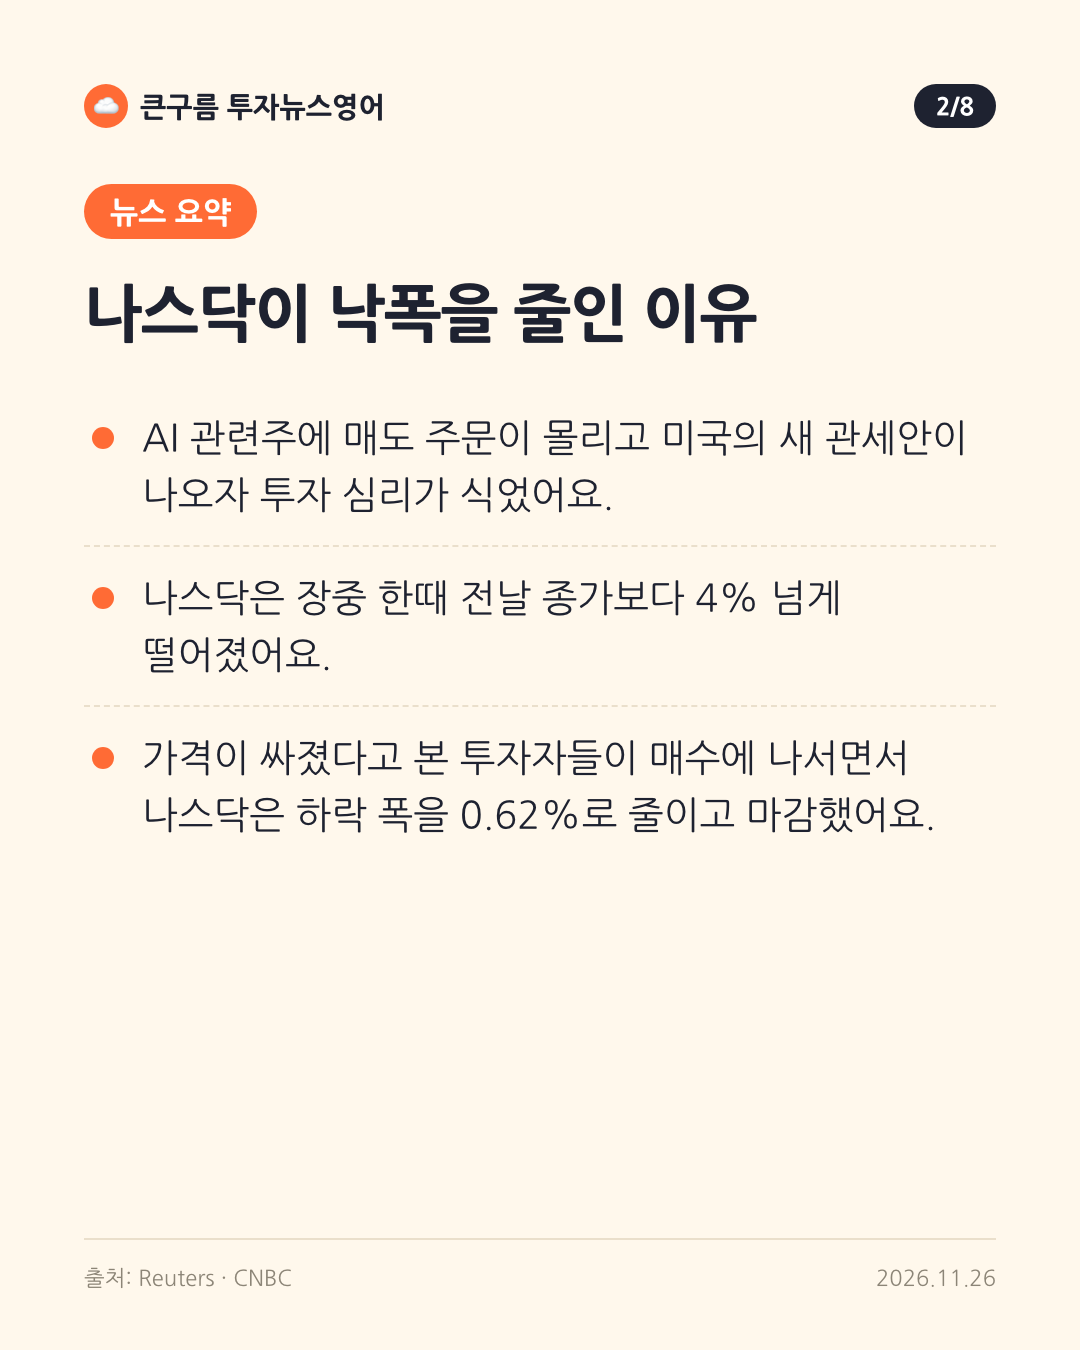 큰구름 투자뉴스영어
2/8
뉴스 요약
나스닥이 낙폭을 줄인 이유
AI 관련주에 매도 주문이 몰리고 미국의 새 관세안이
나오자 투자 심리가 식었어요.
나스닥은 장중 한때 전날 종가보다 4% 넘게
떨어졌어요.
가격이 싸졌다고 본 투자자들이 매수에 나서면서
나스닥은 하락 폭을 0.62%로 줄이고 마감했어요.
출처: Reuters · CNBC
2026.11.26